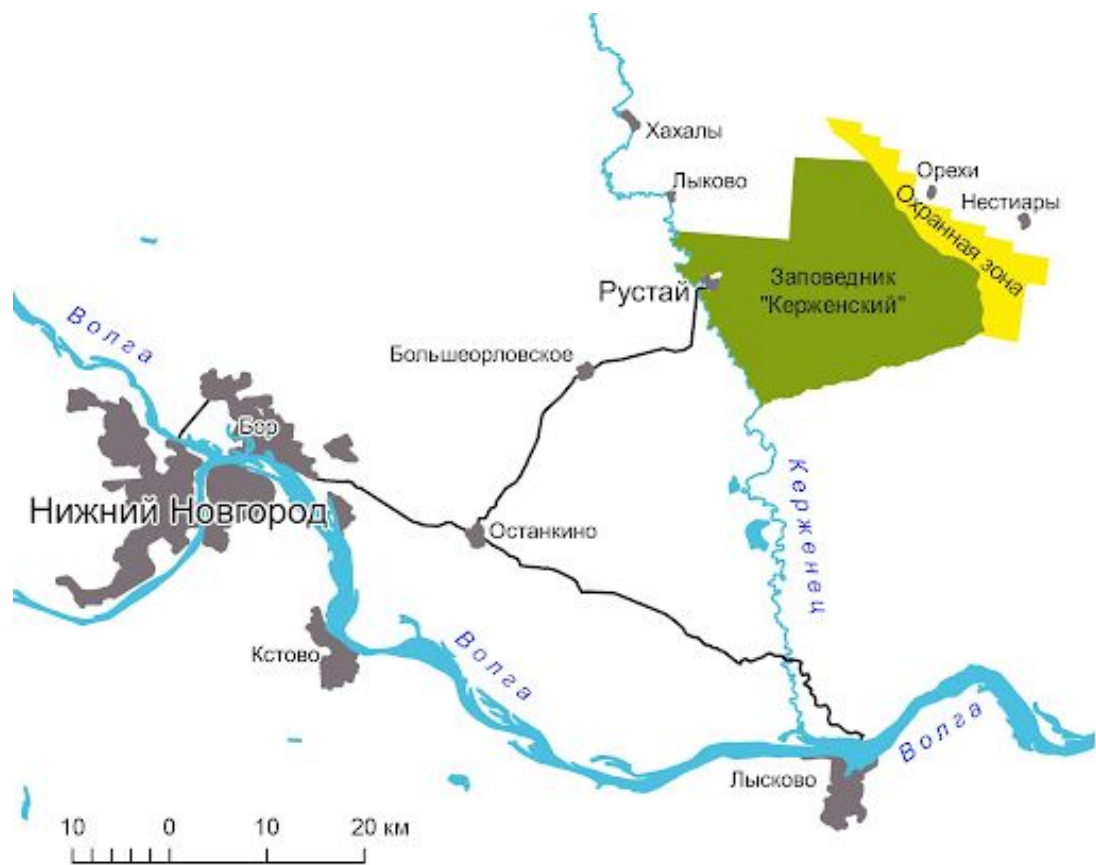 Хахалы
Лыково
Орехи
Нестиары
Охранная зона
Заповедник
"Керженский"
Рустай
Волга
Большеорловское
Бор
Нижний Новгород
Останкино
Керженец
Кстово
Волга
Волга
Лысково
10 0 10 20 км